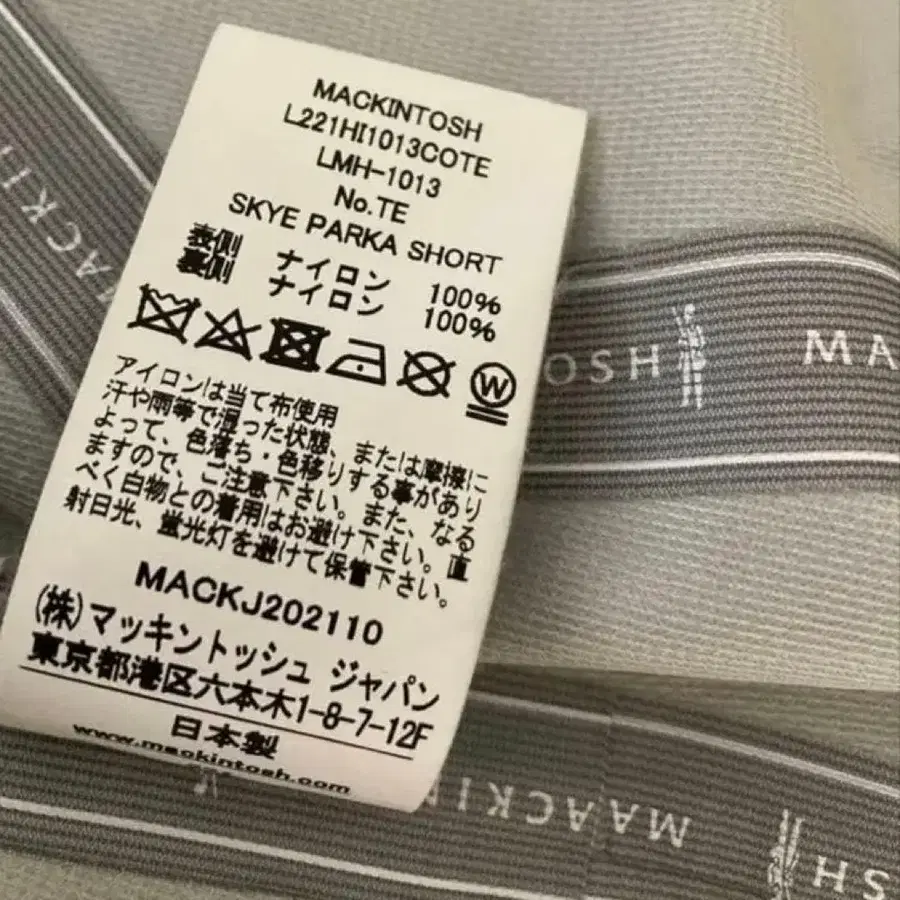 MACKINTOSH
L221HI1013COTE
LMH-1013
No.TE
SKYE PARKA SHORT
表側 ナイロン 100%
裏側 ナイロン 100%
W
アイロンは当て布使用
汗や雨等で湿った状態、または摩擦に
よって、色落ち・色移りする事があり
ますので、ご注意下さい。また、なる
べく白物との着用はお避け下さい。直
射日光、蛍光灯を避けて保管下さい。
MACKJ202110
(株)マッキントッシュ ジャパン
東京都港区六本木1-8-7-12F
日本製
www.mackintosh.com
MACKI
OSH
MA
MAACKIN
SH